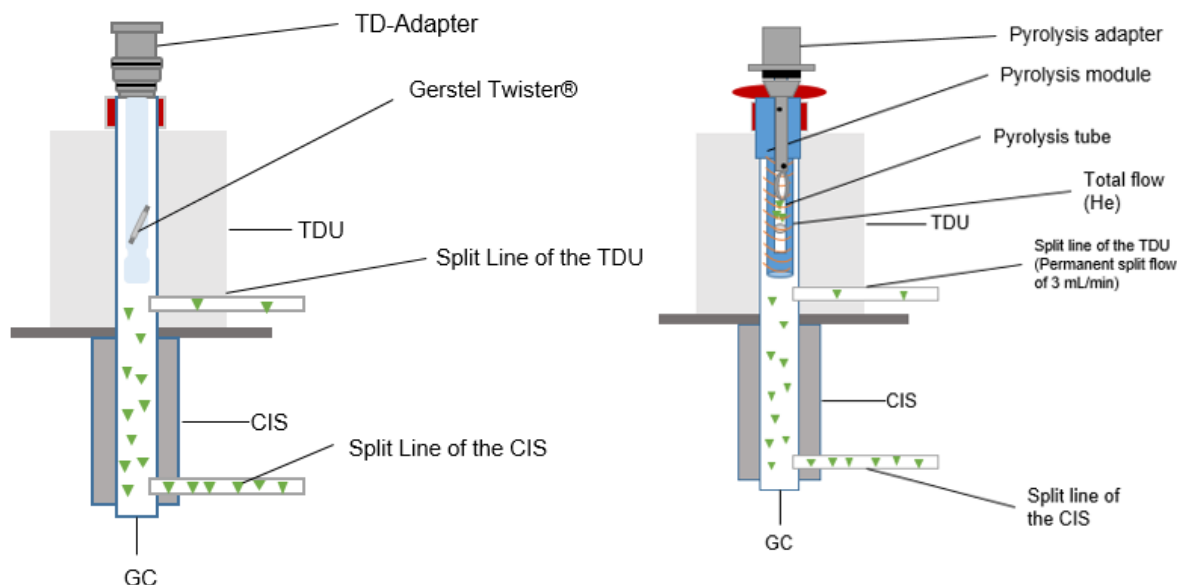 TD-Adapter
Gerstel Twister®
TDU
Split Line of the TDU
CIS
Split Line of the CIS
GC
Pyrolysis adapter
Pyrolysis module
Pyrolysis tube
Total flow
(He)
TDU
Split line of the TDU
(Permanent split flow
of 3 mL/min)
CIS
Split line of
the CIS
GC